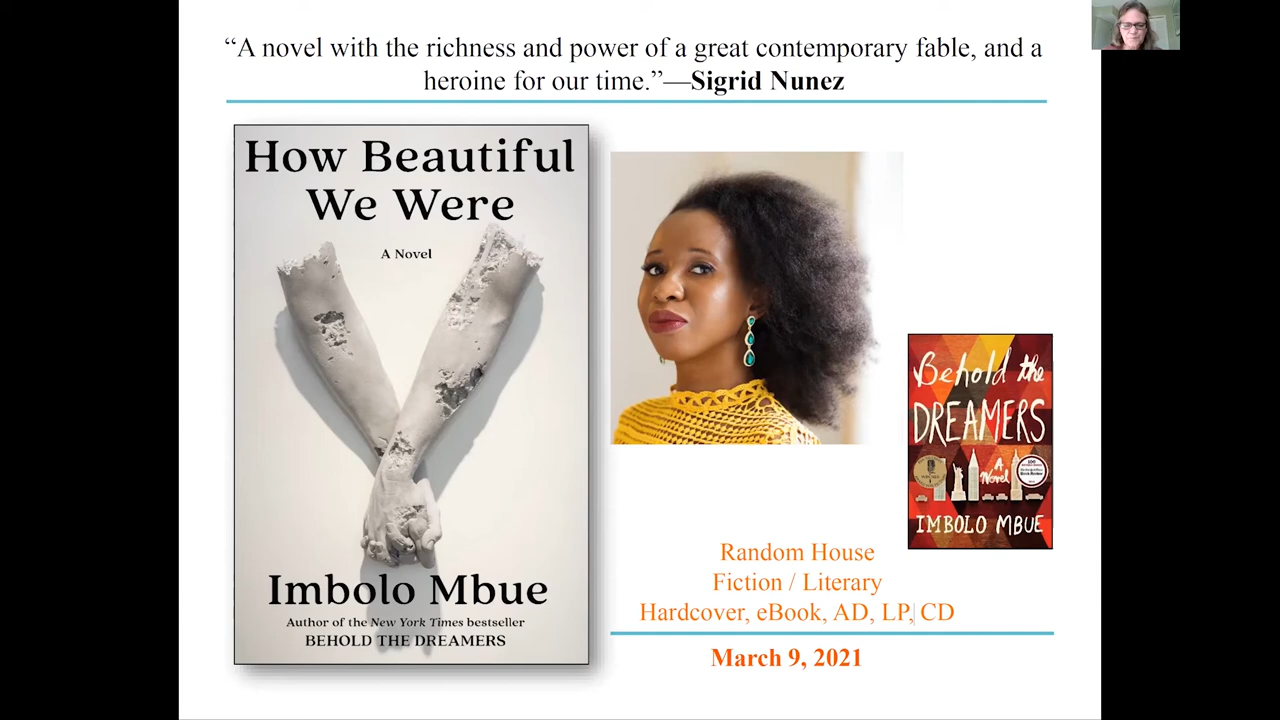 “A novel with the richness and power of a great contemporary fable, and a
heroine for our time.”—Sigrid Nunez
How Beautiful
We Were
A Novel
Imbolo Mbue
Author of the New York Times bestseller
BEHOLD THE DREAMERS
Behold the
DREAMERS
A
Novel
IMBOLO MBUE
Random House
Fiction / Literary
Hardcover, eBook, AD, LP, CD
March 9, 2021